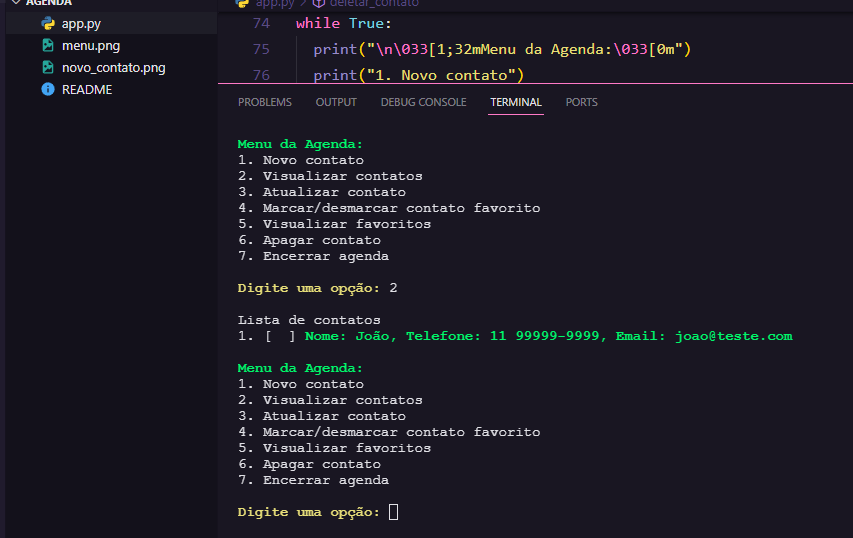 AGENDA
app.py
menu.png
novo_contato.png
README
app.py > deletar_contato
74 while True:
75 print("\n\033[1;32mMenu da Agenda:\033[0m")
76 print("1. Novo contato")
PROBLEMS OUTPUT DEBUG CONSOLE TERMINAL PORTS
Menu da Agenda:
1. Novo contato
2. Visualizar contatos
3. Atualizar contato
4. Marcar/desmarcar contato favorito
5. Visualizar favoritos
6. Apagar contato
7. Encerrar agenda
Digite uma opção: 2
Lista de contatos
1. [  ] Nome: João, Telefone: 11 99999-9999, Email: joao@teste.com
Menu da Agenda:
1. Novo contato
2. Visualizar contatos
3. Atualizar contato
4. Marcar/desmarcar contato favorito
5. Visualizar favoritos
6. Apagar contato
7. Encerrar agenda
Digite uma opção: